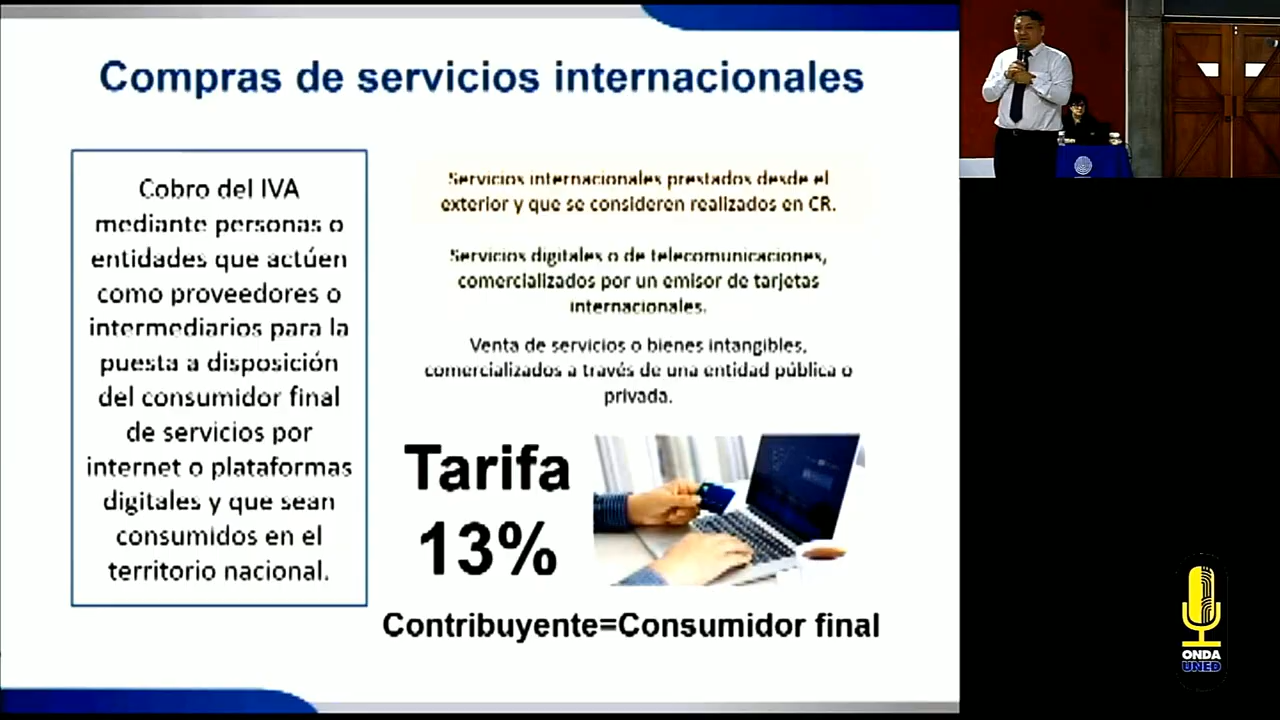 Compras de servicios internacionales
Cobro del IVA
mediante personas o
entidades que actúen
como proveedores o
intermediarios para la
puesta a disposición
del consumidor final
de servicios por
internet o plataformas
digitales y que sean
consumidos en el
territorio nacional.
Servicios internacionales prestados desde el
exterior y que se consideren realizados en CR.
Servicios digitales o de telecomunicaciones,
comercializados por un emisor de tarjetas
internacionales.
Venta de servicios o bienes intangibles,
comercializados a través de una entidad pública o
privada.
Tarifa
13%
Contribuyente=Consumidor final
ONDA
UNED